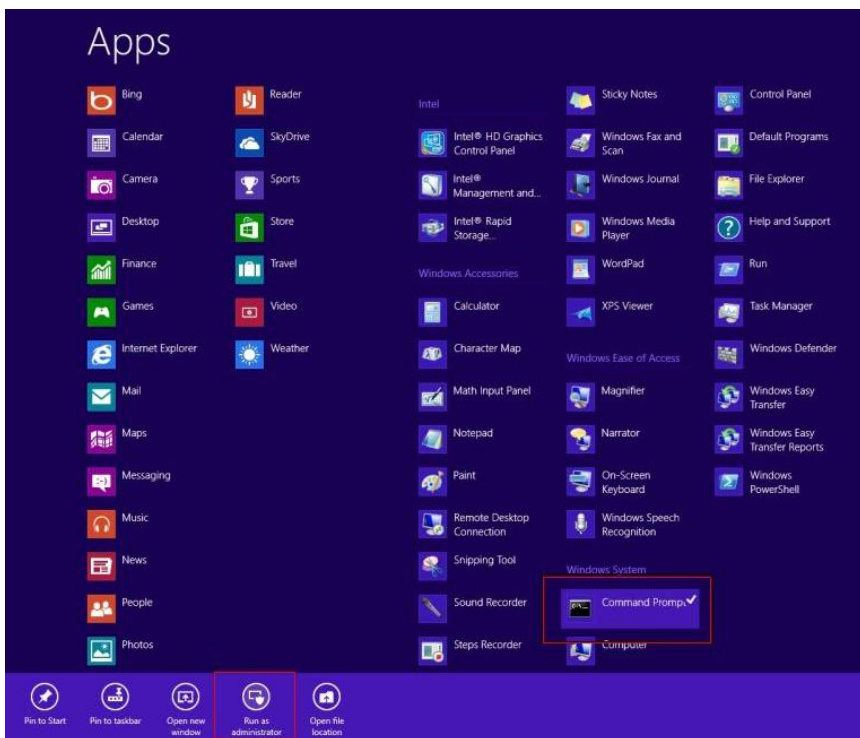 Apps
Bing
Calendar
Camera
Desktop
Finance
Games
Internet Explorer
Mail
Maps
Messaging
Music
News
People
Photos
Reader
SkyDrive
Sports
Store
Travel
Video
Weather
Intel
Intel® HD Graphics
Control Panel
Intel®
Management and...
Intel® Rapid
Storage...
Windows Accessories
Calculator
Character Map
Math Input Panel
Notepad
Paint
Remote Desktop
Connection
Snipping Tool
Sound Recorder
Steps Recorder
Sticky Notes
Windows Fax and
Scan
Windows Journal
Windows Media
Player
WordPad
XPS Viewer
Windows Ease of Access
Magnifier
Narrator
On-Screen
Keyboard
Windows Speech
Recognition
Windows System
Command Prompt
Computer
Control Panel
Default Programs
File Explorer
Help and Support
Run
Task Manager
Windows Defender
Windows Easy
Transfer
Windows Easy
Transfer Reports
Windows
PowerShell
Pin to Start
Pin to taskbar
Open new
window
Run as
administrator
Open file
location